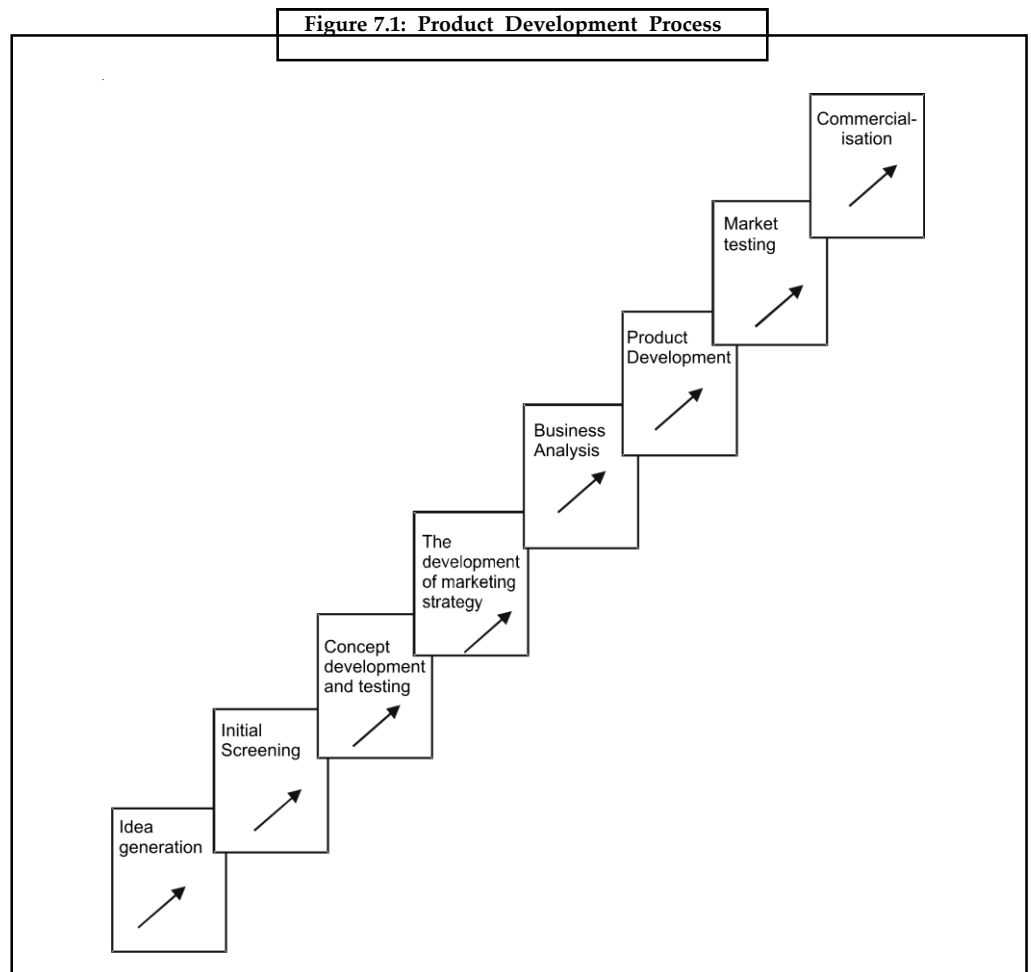 Figure 7.1: Product Development Process
Commercial-
isation
Market
testing
Product
Development
Business
Analysis
The
development
of marketing
strategy
Concept
development
and testing
Initial
Screening
Idea
generation